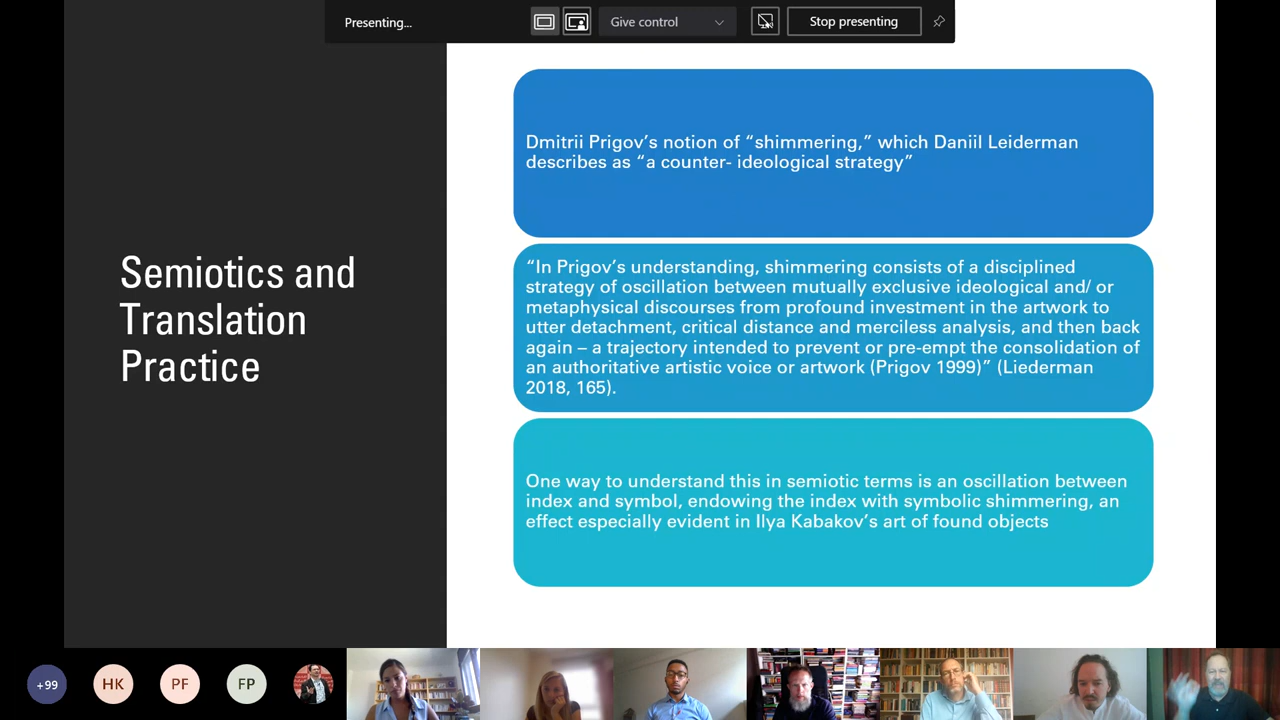 Presenting...
Give control
Stop presenting
Semiotics and
Translation
Practice
Dmitrii Prigov’s notion of “shimmering,” which Daniil Leiderman
describes as “a counter- ideological strategy”
“In Prigov’s understanding, shimmering consists of a disciplined
strategy of oscillation between mutually exclusive ideological and/ or
metaphysical discourses from profound investment in the artwork to
utter detachment, critical distance and merciless analysis, and then back
again – a trajectory intended to prevent or pre-empt the consolidation of
an authoritative artistic voice or artwork (Prigov 1999)” (Liederman
2018, 165).
One way to understand this in semiotic terms is an oscillation between
index and symbol, endowing the index with symbolic shimmering, an
effect especially evident in Ilya Kabakov’s art of found objects
+99
HK
PF
FP